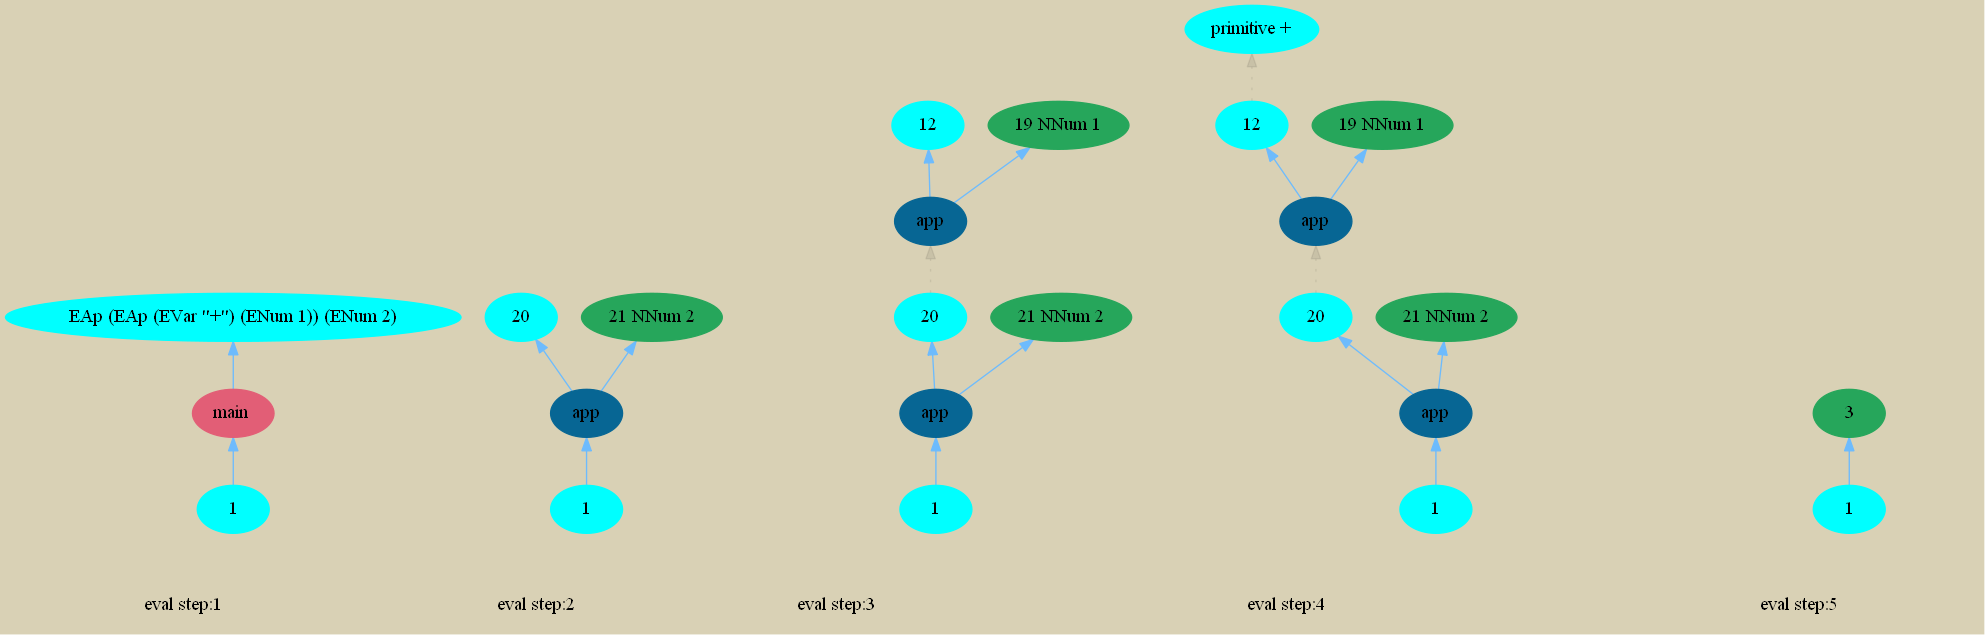 primitive +
12
19 NNum 1
12
19 NNum 1
app
app
EAp (EAp (EVar "+") (ENum 1)) (ENum 2)
20
21 NNum 2
20
21 NNum 2
20
21 NNum 2
main
app
app
app
3
1
1
1
1
1
eval step:1
eval step:2
eval step:3
eval step:4
eval step:5